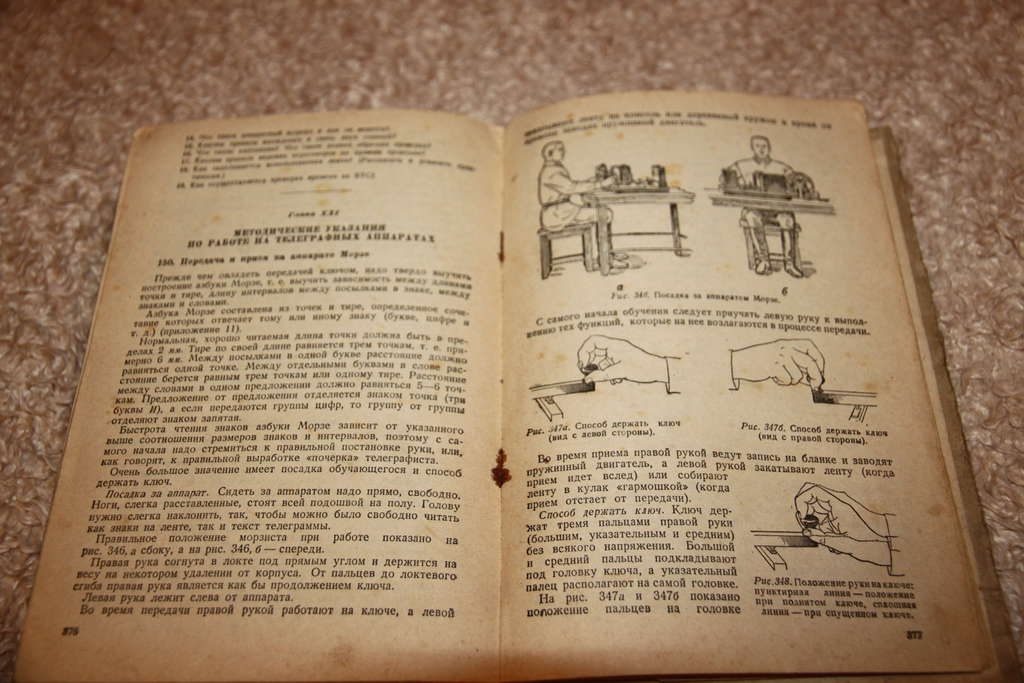 Глава XXI
МЕТОДИЧЕСКИЕ УКАЗАНИЯ
ПО РАБОТЕ НА ТЕЛЕГРАФНЫХ АППАРАТАХ
150. Передача и прием на аппарате Морзе
Прежде чем овладеть передачей ключом, надо твердо выучить
построение азбуки Морзе, т. е. выучить зависимость между длинами
точки и тире, длину интервалов между посылками в знаке, между
знаками и словами.
Азбука Морзе составлена из точек и тире, определенное соче-
тание которых отвечает тому или иному знаку (букве, цифре и
т. д.) (приложение 11).
Нормальная, хорошо читаемая длина точки должна быть в пре-
делах 2 мм. Тире по своей длине равняется трем точкам, т. е. при-
мерно 6 мм. Между посылками в одной букве расстояние должно
равняться одной точке. Между отдельными буквами в слове рас-
стояние берется равным трем точкам или одному тире. Расстояние
между словами в одном предложении должно равняться 5—6 точ-
кам. Предложение от предложения отделяется знаком точка (три
буквы И), а если передаются группы цифр, то группу от группы
отделяют знаком запятая.
Быстрота чтения знаков азбуки Морзе зависит от указанного
выше соотношения размеров знаков и интервалов, поэтому с са-
мого начала надо стремиться к правильной постановке руки, или,
как говорят, к правильной выработке «почерка» телеграфиста.
Очень большое значение имеет посадка обучающегося и способ
держать ключ.
Посадка за аппарат. Сидеть за аппаратом надо прямо, свободно.
Ноги, слегка расставленные, стоят всей подошвой на полу. Голову
нужно слегка наклонить, так, чтобы можно было свободно читать
как знаки на ленте, так и текст телеграммы.
Правильное положение морзиста при работе показано на
рис. 346, а сбоку, а на рис. 346, б — спереди.
Правая рука согнута в локте под прямым углом и держится на
весу на некотором удалении от корпуса. От пальцев до локтевого
сгиба правая рука является как бы продолжением ключа.
Левая рука лежит слева от аппарата.
Во время передачи правой рукой работают на ключе, а левой
376
а
б
Рис. 346. Посадка за аппаратом Морзе.
С самого начала обучения следует приучать левую руку к выпол-
нению тех функций, которые на нее возлагаются в процессе передачи.
Рис. 347а. Способ держать ключ
(вид с левой стороны).
Рис. 347б. Способ держать ключ
(вид с правой стороны).
Во время приема правой рукой ведут запись на бланке и заводят
пружинный двигатель, а левой рукой закатывают ленту (когда
прием идет вслед) или собирают
ленту в кулак «гармошкой» (когда
прием отстает от передачи).
Способ держать ключ. Ключ дер-
жат тремя пальцами правой руки
(большим, указательным и средним)
без всякого напряжения. Большой
и средний пальцы подкладывают
под головку ключа, а указательный
палец располагают на самой головке.
На рис. 347а и 347б показано
положение пальцев на головке
Рис. 348. Положение руки на ключе:
пунктирная линия — положение
при поднятом ключе, сплошная
линия — при опущенном ключе.
377